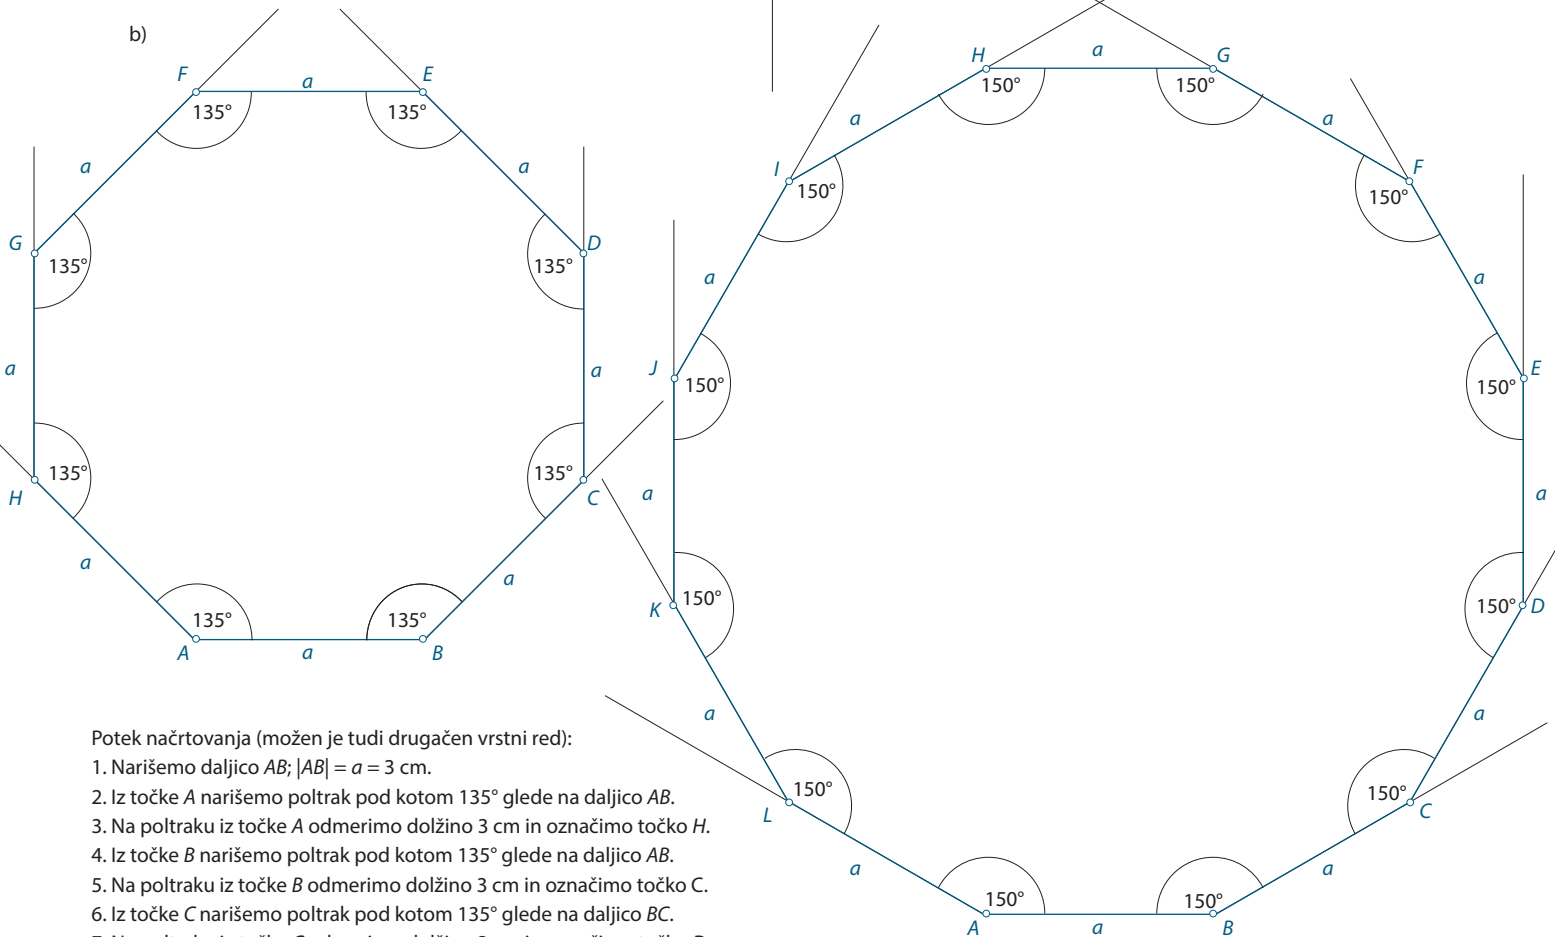 b)
F
a
E
135°
135°
a
a
G
D
135°
135°
a
a
135°
135°
H
C
a
a
135°
135°
A
a
B
H
a
G
150°
150°
a
a
I
F
150°
150°
a
a
J
E
150°
150°
a
a
K
150°
150°
D
a
a
150°
150°
L
C
a
a
150°
150°
A
a
B
Potek načrtovanja (možen je tudi drugačen vrstni red):
1. Narišemo daljico AB; |AB| = a = 3 cm.
2. Iz točke A narišemo poltrak pod kotom 135° glede na daljico AB.
3. Na poltraku iz točke A odmerimo dolžino 3 cm in označimo točko H.
4. Iz točke B narišemo poltrak pod kotom 135° glede na daljico AB.
5. Na poltraku iz točke B odmerimo dolžino 3 cm in označimo točko C.
6. Iz točke C narišemo poltrak pod kotom 135° glede na daljico BC.